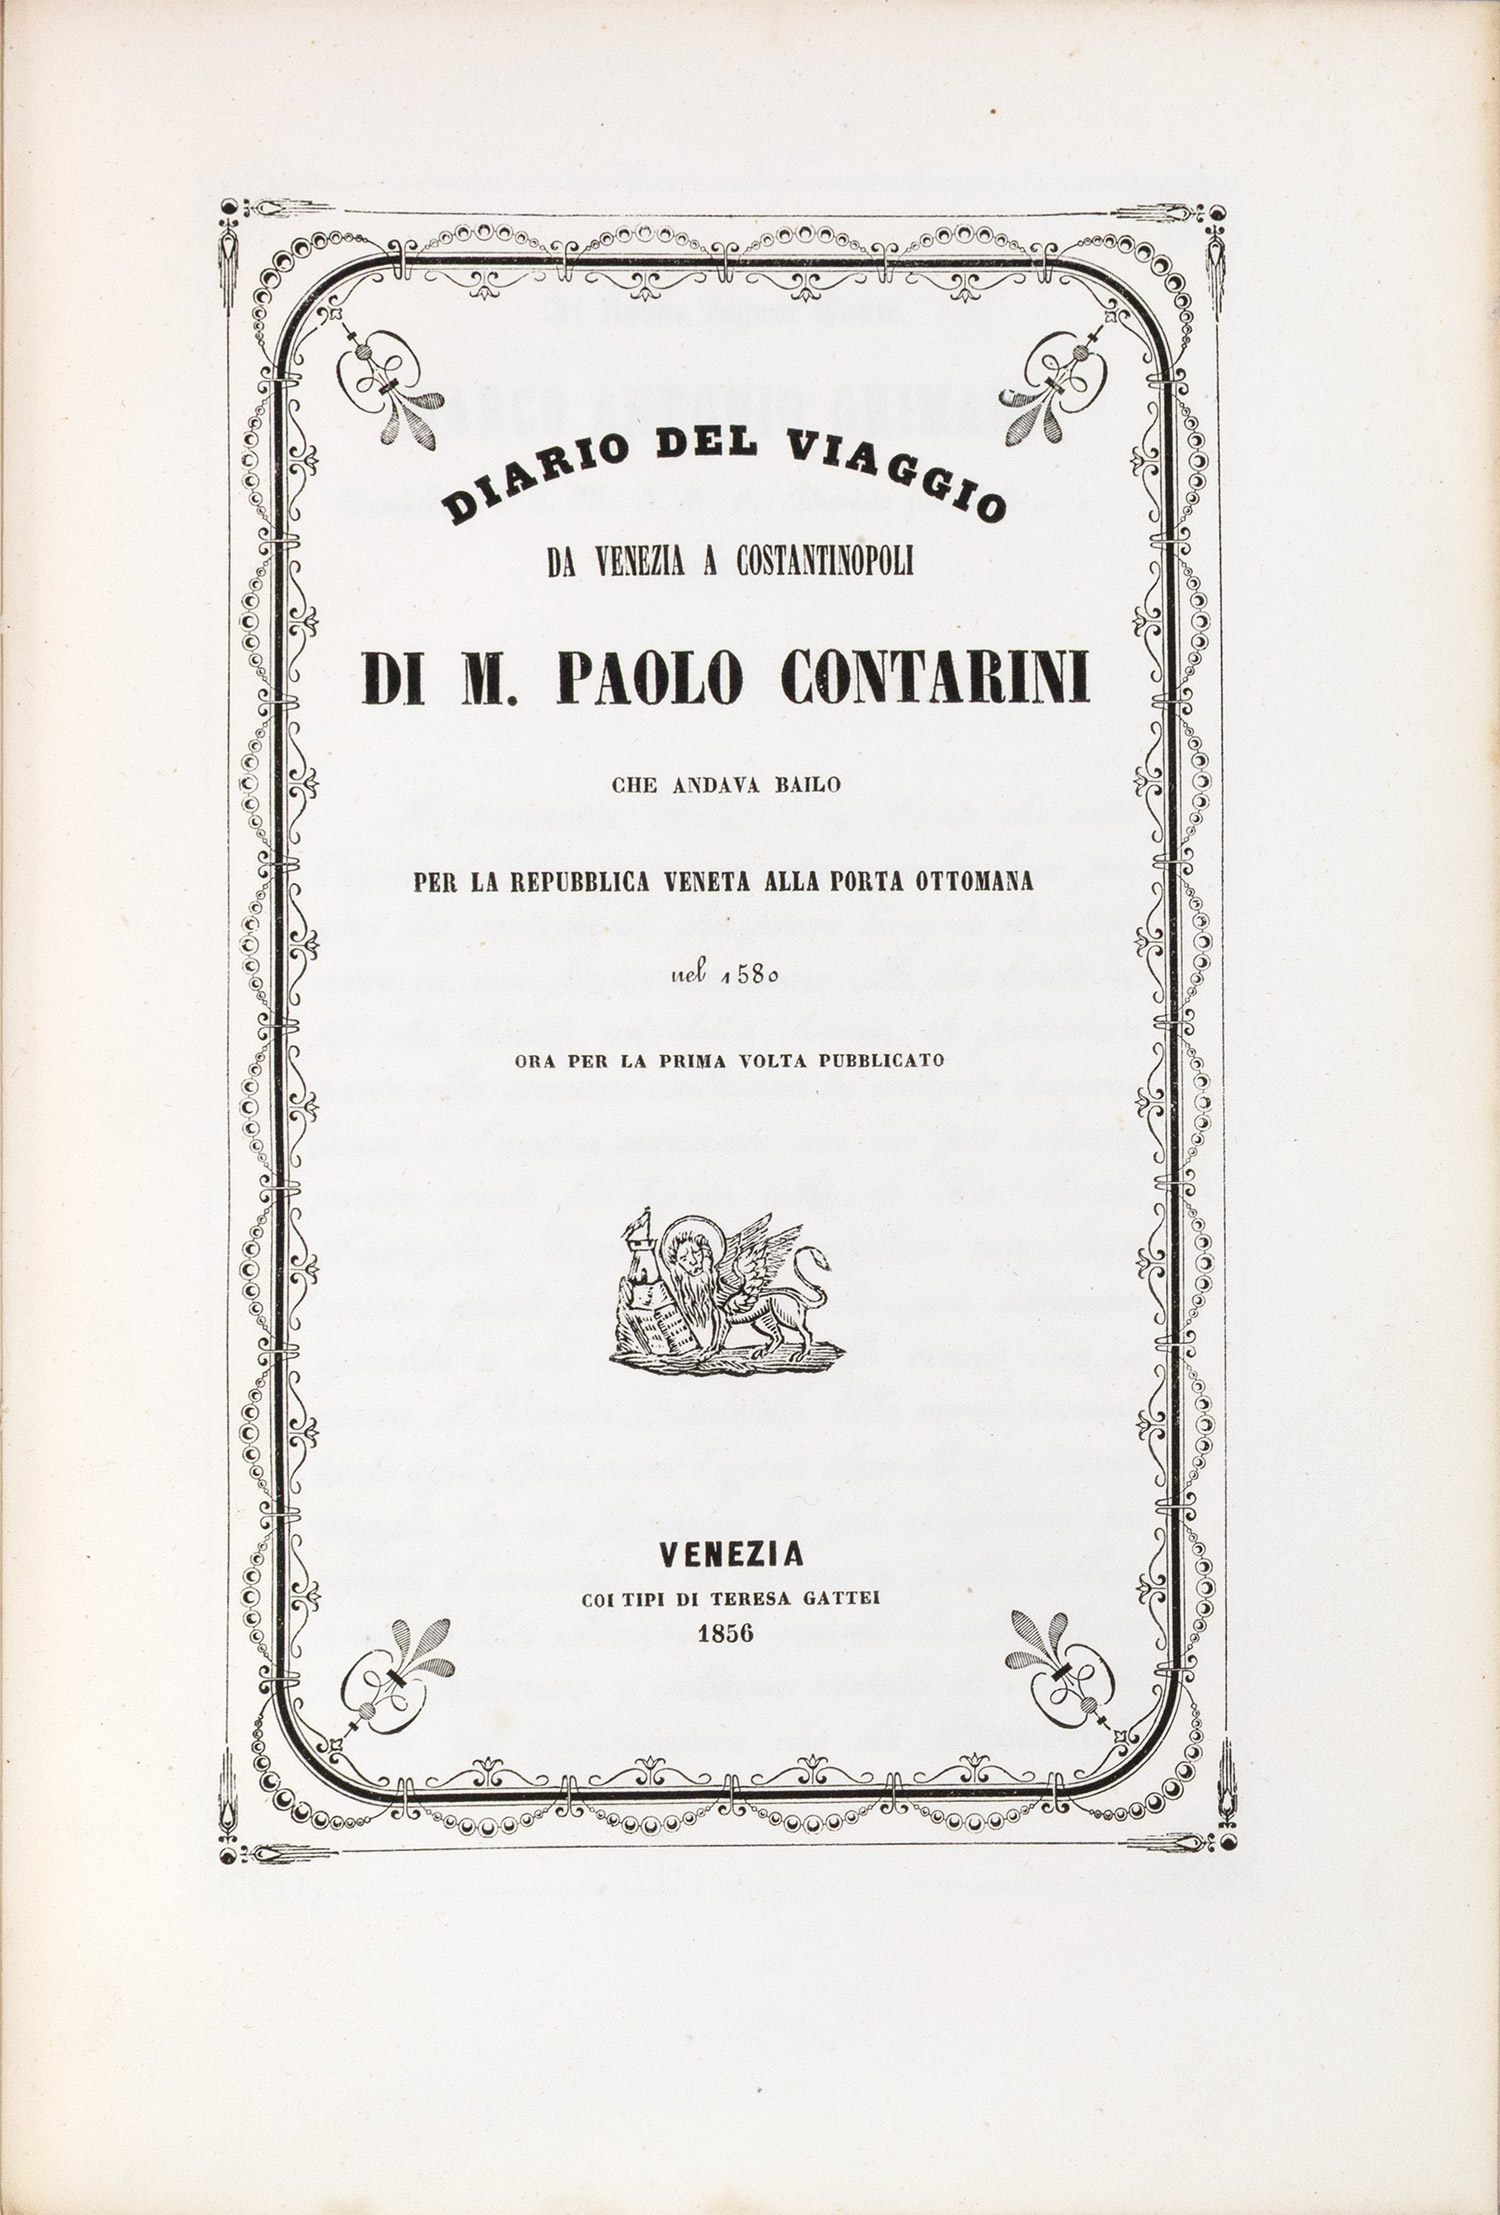 DIARIO DEL VIAGGIO
DA VENEZIA A COSTANTINOPOLI
DI M. PAOLO CONTARINI
CHE ANDAVA BAILO
PER LA REPUBBLICA VENETA ALLA PORTA OTTOMANA
nel 1580
ORA PER LA PRIMA VOLTA PUBBLICATO
VENEZIA
COI TIPI DI TERESA GATTEI
1856